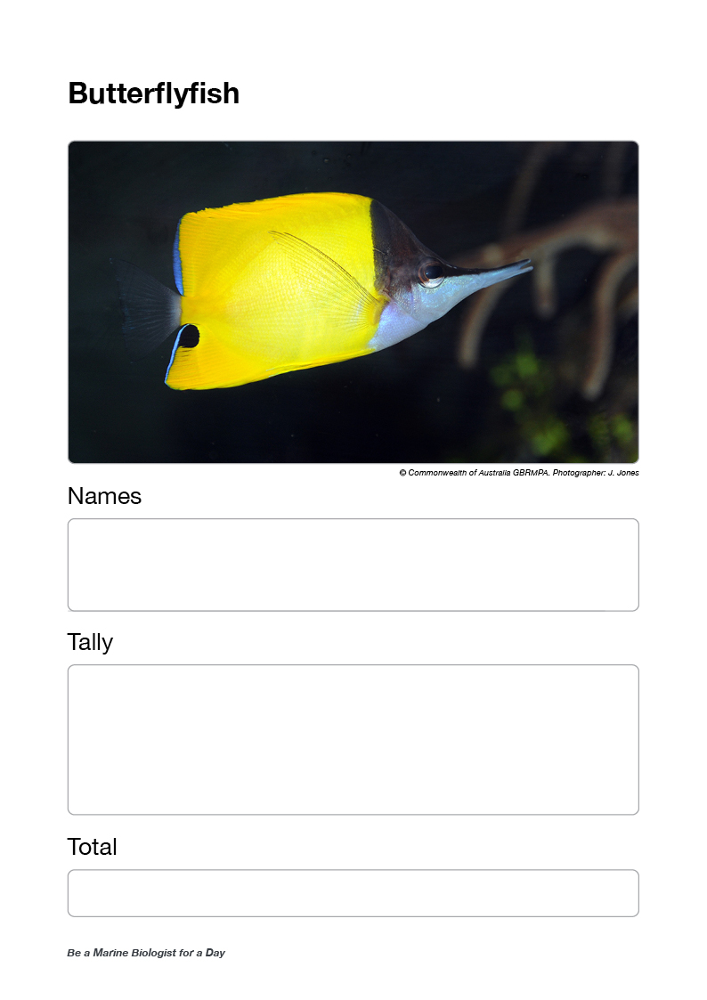 Butterflyfish
© Commonwealth of Australia GBRMPA. Photographer: J. Jones
Names
Tally
Total
Be a Marine Biologist for a Day